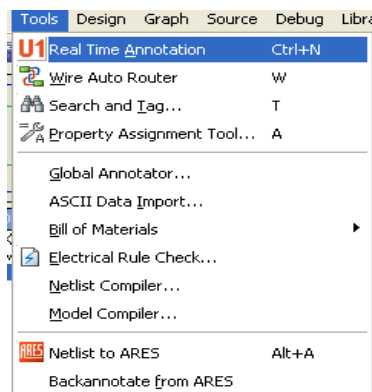 Tools Design Graph Source Debug Libra
U1 Real Time Annotation Ctrl+N
Wire Auto Router W
Search and Tag... T
Property Assignment Tool... A
Global Annotator...
ASCII Data Import...
Bill of Materials
Electrical Rule Check...
Netlist Compiler...
Model Compiler...
ARES Netlist to ARES Alt+A
Backannotate from ARES